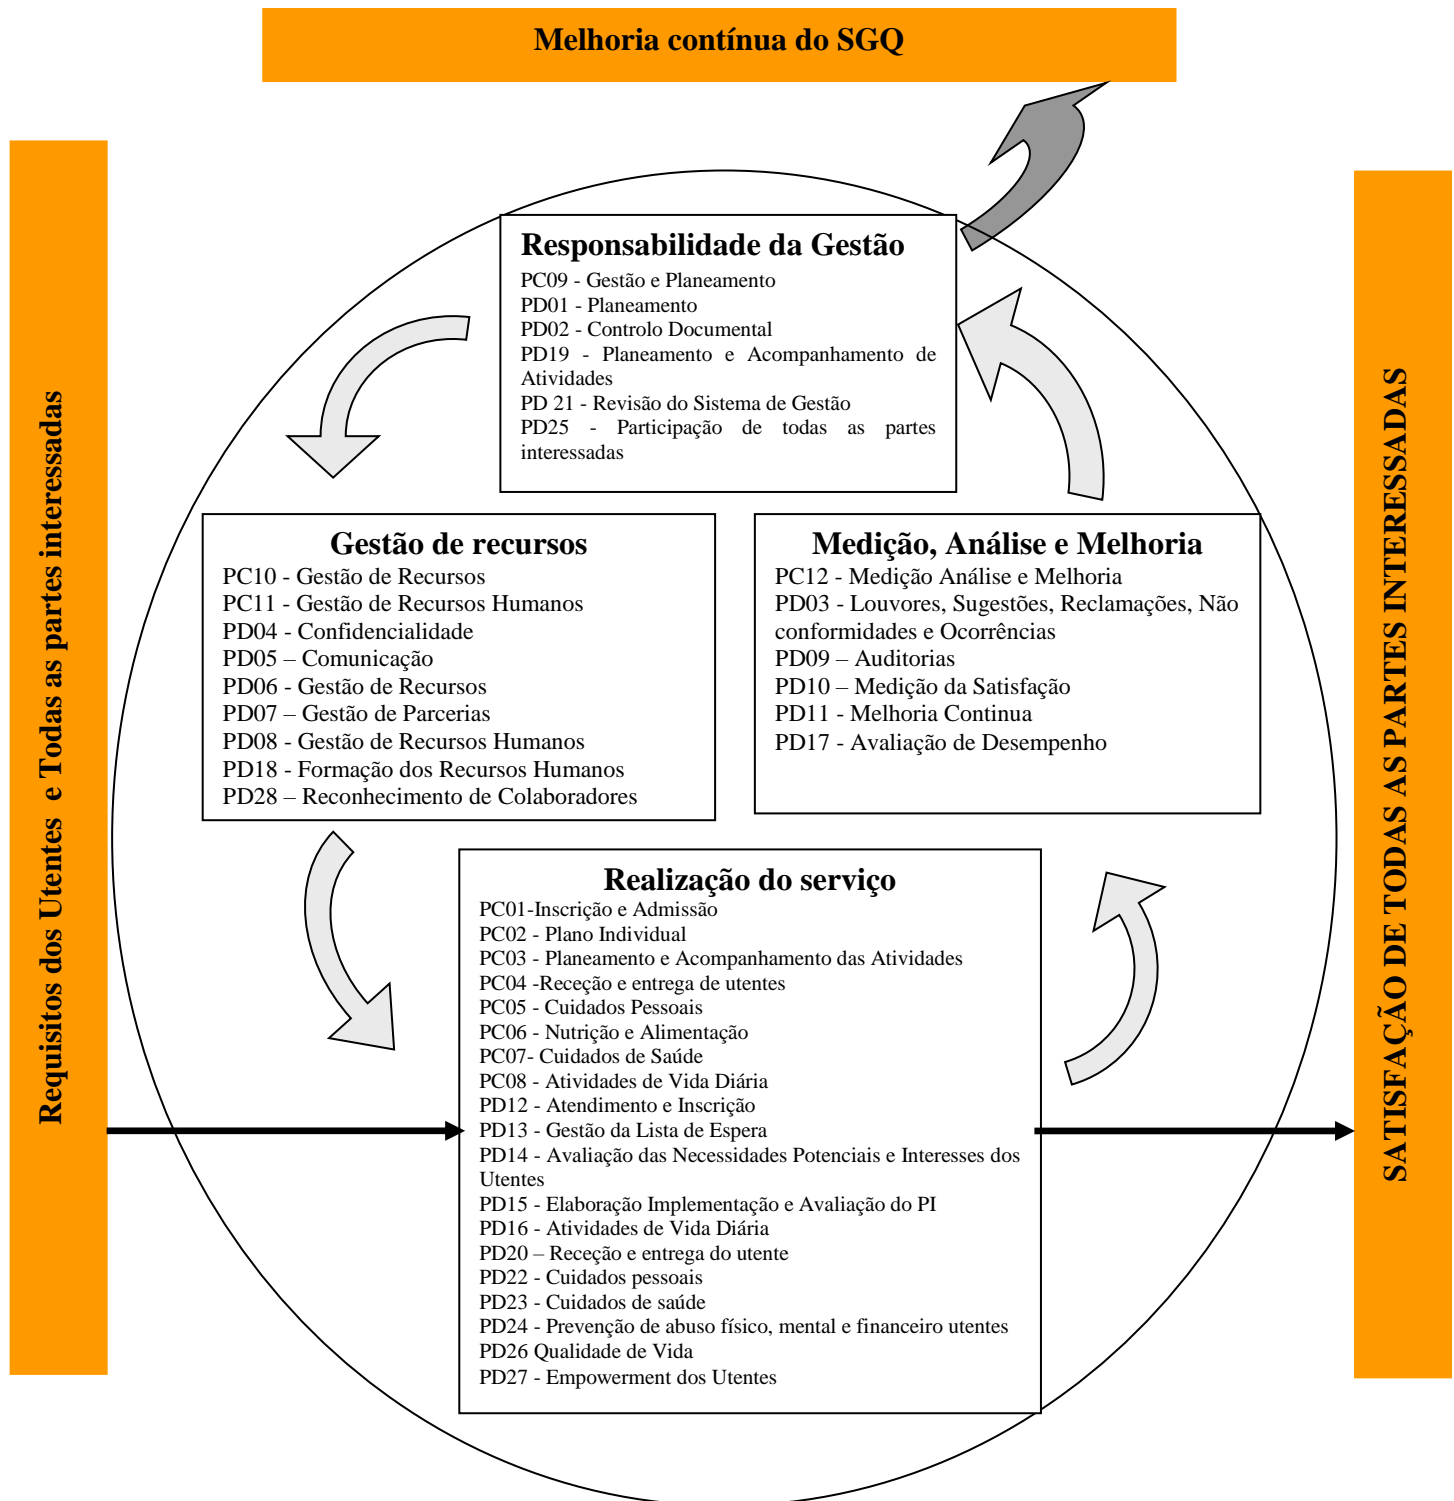 Melhoria contínua do SGQ
Requisitos dos Utentes e Todas as partes interessadas
Responsabilidade da Gestão
PC09 - Gestão e Planeamento
PD01 - Planeamento
PD02 - Controlo Documental
PD19 - Planeamento e Acompanhamento de
Atividades
PD 21 - Revisão do Sistema de Gestão
PD25 - Participação de todas as partes
interessadas
Gestão de recursos
PC10 - Gestão de Recursos
PC11 - Gestão de Recursos Humanos
PD04 - Confidencialidade
PD05 – Comunicação
PD06 - Gestão de Recursos
PD07 – Gestão de Parcerias
PD08 - Gestão de Recursos Humanos
PD18 - Formação dos Recursos Humanos
PD28 – Reconhecimento de Colaboradores
Medição, Análise e Melhoria
PC12 - Medição Análise e Melhoria
PD03 - Louvores, Sugestões, Reclamações, Não
conformidades e Ocorrências
PD09 – Auditorias
PD10 – Medição da Satisfação
PD11 - Melhoria Continua
PD17 - Avaliação de Desempenho
Realização do serviço
PC01-Inscrição e Admissão
PC02 - Plano Individual
PC03 - Planeamento e Acompanhamento das Atividades
PC04 -Receção e entrega de utentes
PC05 - Cuidados Pessoais
PC06 - Nutrição e Alimentação
PC07- Cuidados de Saúde
PC08 - Atividades de Vida Diária
PD12 - Atendimento e Inscrição
PD13 - Gestão da Lista de Espera
PD14 - Avaliação das Necessidades Potenciais e Interesses dos
Utentes
PD15 - Elaboração Implementação e Avaliação do PI
PD16 - Atividades de Vida Diária
PD20 – Receção e entrega do utente
PD22 - Cuidados pessoais
PD23 - Cuidados de saúde
PD24 - Prevenção de abuso físico, mental e financeiro utentes
PD26 Qualidade de Vida
PD27 - Empowerment dos Utentes
SATISFAÇÃO DE TODAS AS PARTES INTERESSADAS